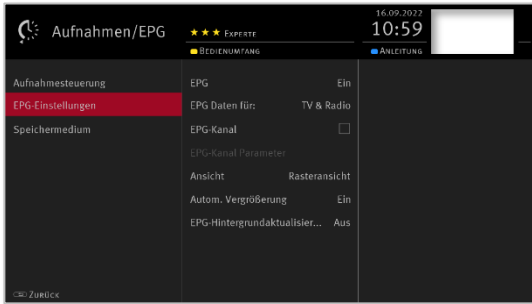 Aufnahmen/EPG
★ ★ ★ EXPERTE
BEDIENUMFANG
16.09.2022
10:59
ANLEITUNG
Aufnahmesteuerung
EPG-Einstellungen
Speichermedium
EPG Ein
EPG Daten für: TV & Radio
EPG-Kanal
EPG-Kanal Parameter
Ansicht Rasteransicht
Autom. Vergrößerung Ein
EPG-Hintergrundaktualisier... Aus
ZURÜCK